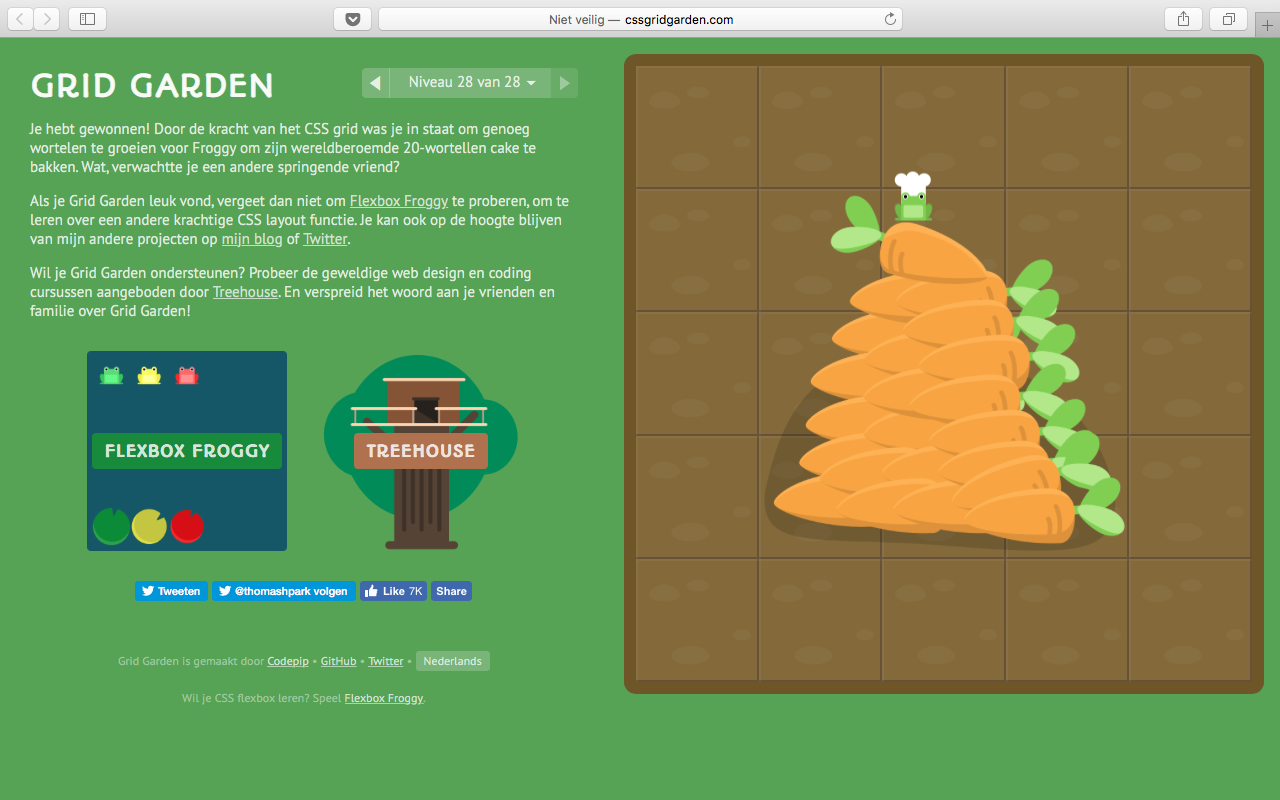 Niet veilig — cssgridgarden.com
GRID GARDEN
Niveau 28 van 28
Je hebt gewonnen! Door de kracht van het CSS grid was je in staat om genoeg
wortelen te groeien voor Froggy om zijn wereldberoemde 20-wortellen cake te
bakken. Wat, verwachtte je een andere springende vriend?
Als je Grid Garden leuk vond, vergeet dan niet om Flexbox Froggy te proberen, om te
leren over een andere krachtige CSS layout functie. Je kan ook op de hoogte blijven
van mijn andere projecten op mijn blog of Twitter.
Wil je Grid Garden ondersteunen? Probeer de geweldige web design en coding
cursussen aangeboden door Treehouse. En verspreid het woord aan je vrienden en
familie over Grid Garden!
FLEXBOX FROGGY
TREEHOUSE
Tweeten @thomashpark volgen Like 7K Share
Grid Garden is gemaakt door Codepip • GitHub • Twitter • Nederlands
Wil je CSS flexbox leren? Speel Flexbox Froggy.